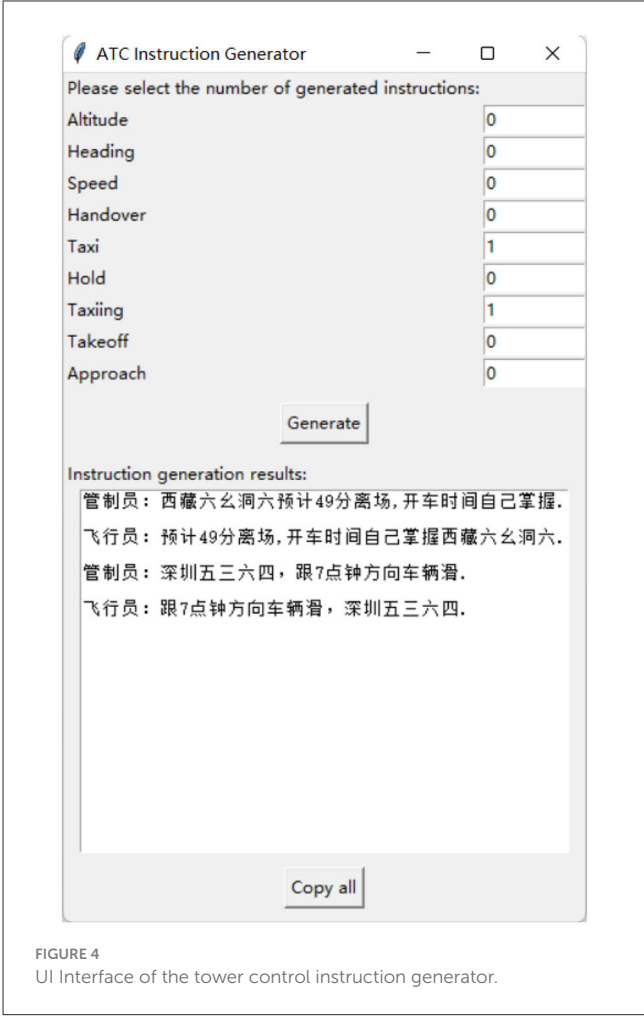 ATC Instruction Generator
Please select the number of generated instructions:
Altitude 0
Heading 0
Speed 0
Handover 0
Taxi 1
Hold 0
Taxiing 1
Takeoff 0
Approach 0
Generate
Instruction generation results:
管制员: 西藏六幺洞六预计49分离场,开车时间自己掌握.
飞行员: 预计49分离场,开车时间自己掌握西藏六幺洞六.
管制员: 深圳五三六四，跟7点钟方向车辆滑.
飞行员: 跟7点钟方向车辆滑，深圳五三六四.
Copy all
FIGURE 4
UI Interface of the tower control instruction generator.